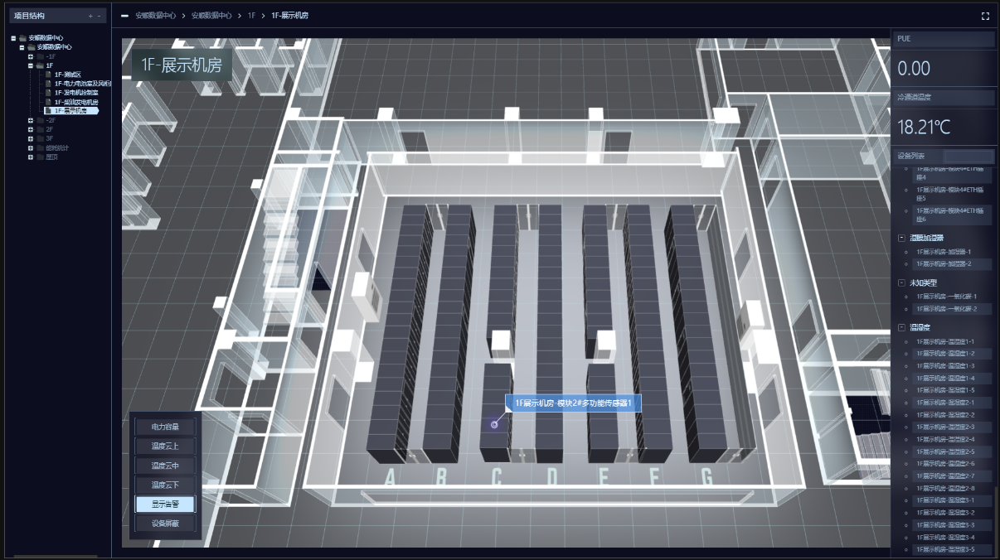 项目结构
+ -
安顺数据中心
安顺数据中心
-1F
1F
1F-测试区
1F-电力电池室及风柜
1F-发电机控制室
1F-柴油发电机房
1F-展示机房
-2F
2F
3F
能耗统计
屋顶
安顺数据中心 > 安顺数据中心 > 1F > 1F-展示机房
1F-展示机房
1F展示机房-模块2#多功能传感器1
A B C D E F G
电力容量
温度云上
温度云中
温度云下
显示告警
设备屏蔽
PUE
0.00
冷通道温度
18.21℃
设备列表
1F展示机房-模块4#ETH插
座4
1F展示机房-模块4#ETH插
座5
1F展示机房-模块4#ETH插
座6
湿膜加湿器
1F展示机房-加湿器-1
1F展示机房-加湿器-2
未知类型
1F展示机房-一氧化碳-1
1F展示机房-一氧化碳-2
温湿度
1F展示机房-温湿度1-1
1F展示机房-温湿度1-2
1F展示机房-温湿度1-3
1F展示机房-温湿度1-4
1F展示机房-温湿度1-5
1F展示机房-温湿度2-1
1F展示机房-温湿度2-2
1F展示机房-温湿度2-3
1F展示机房-温湿度2-4
1F展示机房-温湿度2-5
1F展示机房-温湿度2-6
1F展示机房-温湿度2-7
1F展示机房-温湿度2-8
1F展示机房-温湿度3-1
1F展示机房-温湿度3-2
1F展示机房-温湿度3-3
1F展示机房-温湿度3-4
1F展示机房-温湿度3-5